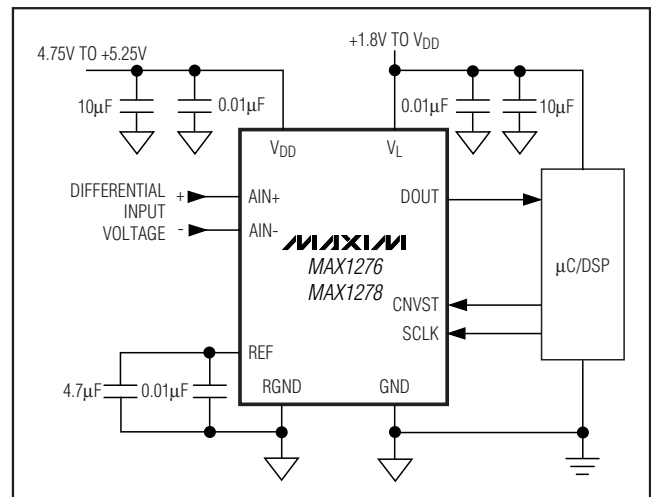 4.75V TO +5.25V
+1.8V TO VDD
10µF
0.01µF
0.01µF
10µF
VDD
VL
DIFFERENTIAL
INPUT
VOLTAGE
+
-
AIN+
AIN-
DOUT
MAXIM
MAX1276
MAX1278
µC/DSP
CNVST
SCLK
REF
4.7µF
0.01µF
RGND
GND